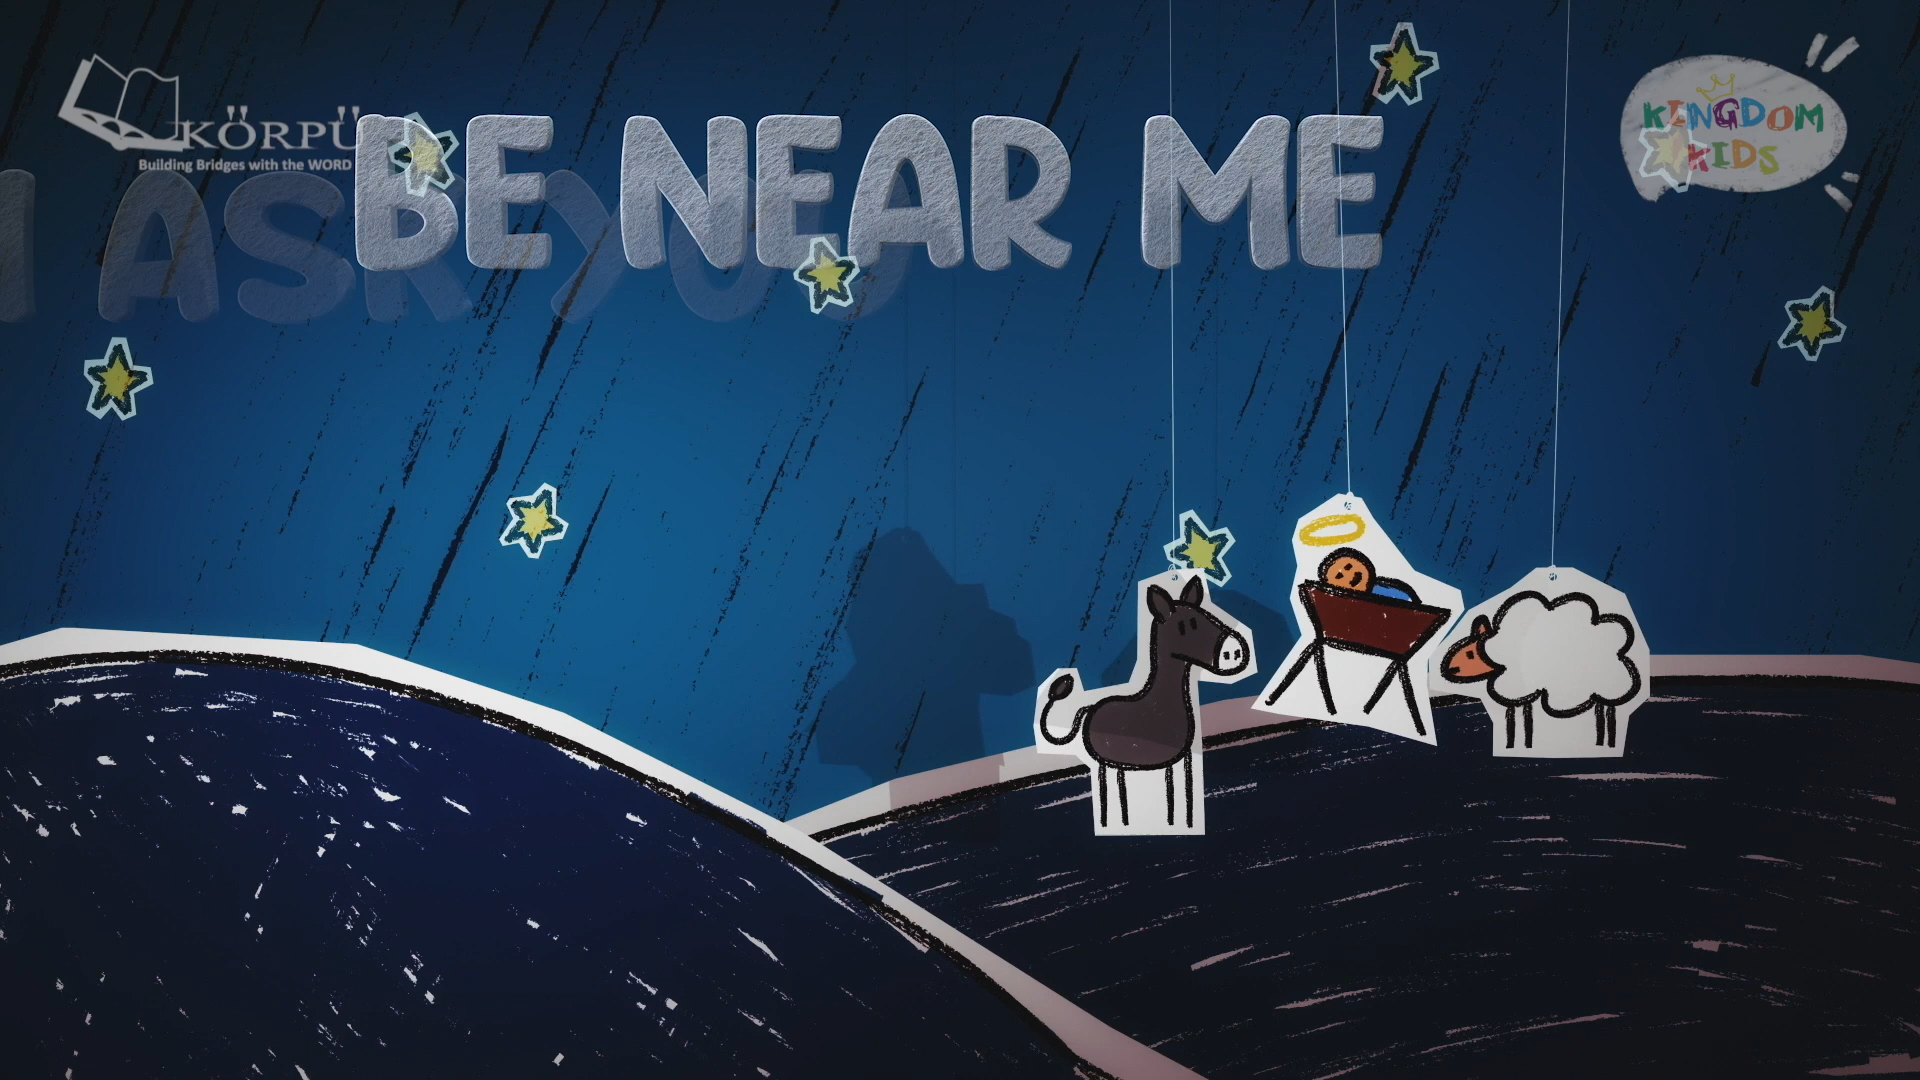 KÖRPÜ
Building Bridges with the WORD
BE NEAR ME
I ASK YOU
KINGDOM
KIDS